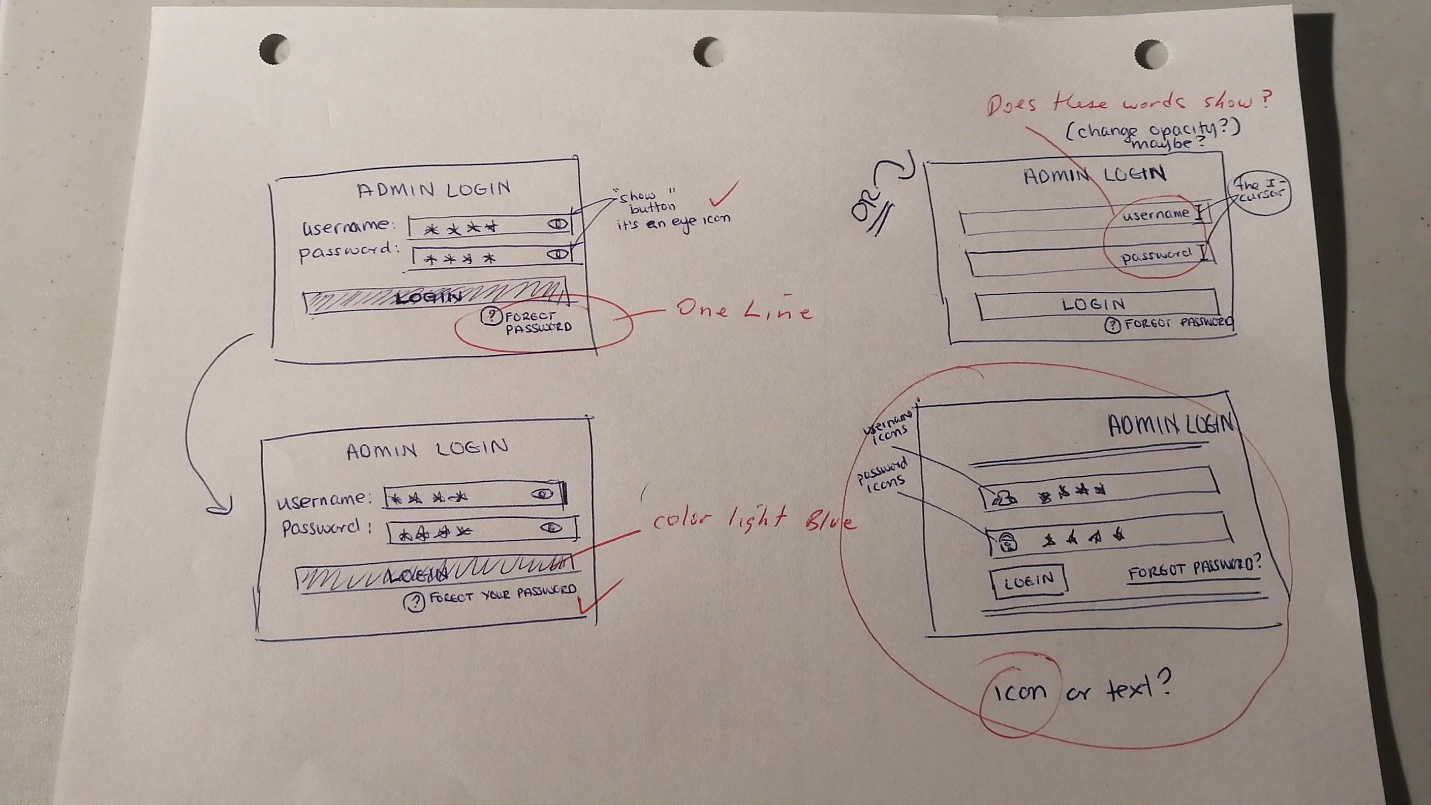 ADMIN LOGIN
username: * * * *
password: * * * *
LOGIN
? FORGOT
PASSWORD
"show"
button
it's an eye icon
One Line
Does these words show?
(change opacity?)
maybe?
OR
ADMIN LOGIN
username
password
the I-
cursor
LOGIN
? FORGOT PASSWORD
ADMIN LOGIN
username: * * * *
Password: * * * *
LOGIN
? FORGOT YOUR PASSWORD
color light Blue
ADMIN LOGIN
username
icons
password
icons
* * * *
* * * *
LOGIN
FORGOT PASSWORD?
icon or text?